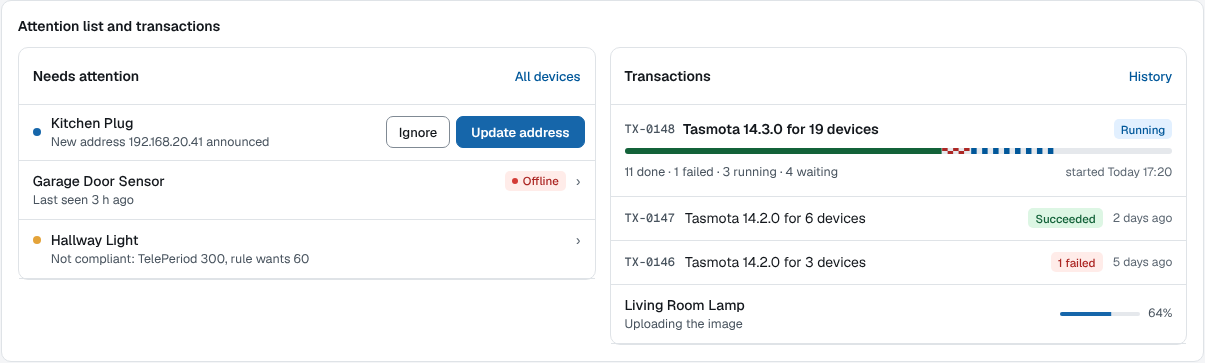 Attention list and transactions
Needs attention
All devices
Kitchen Plug
New address 192.168.20.41 announced
Ignore
Update address
Garage Door Sensor
Last seen 3 h ago
Offline
Hallway Light
Not compliant: TelePeriod 300, rule wants 60
Transactions
History
TX-0148 Tasmota 14.3.0 for 19 devices
Running
11 done · 1 failed · 3 running · 4 waiting
started Today 17:20
TX-0147 Tasmota 14.2.0 for 6 devices
Succeeded
2 days ago
TX-0146 Tasmota 14.2.0 for 3 devices
1 failed
5 days ago
Living Room Lamp
Uploading the image
64%